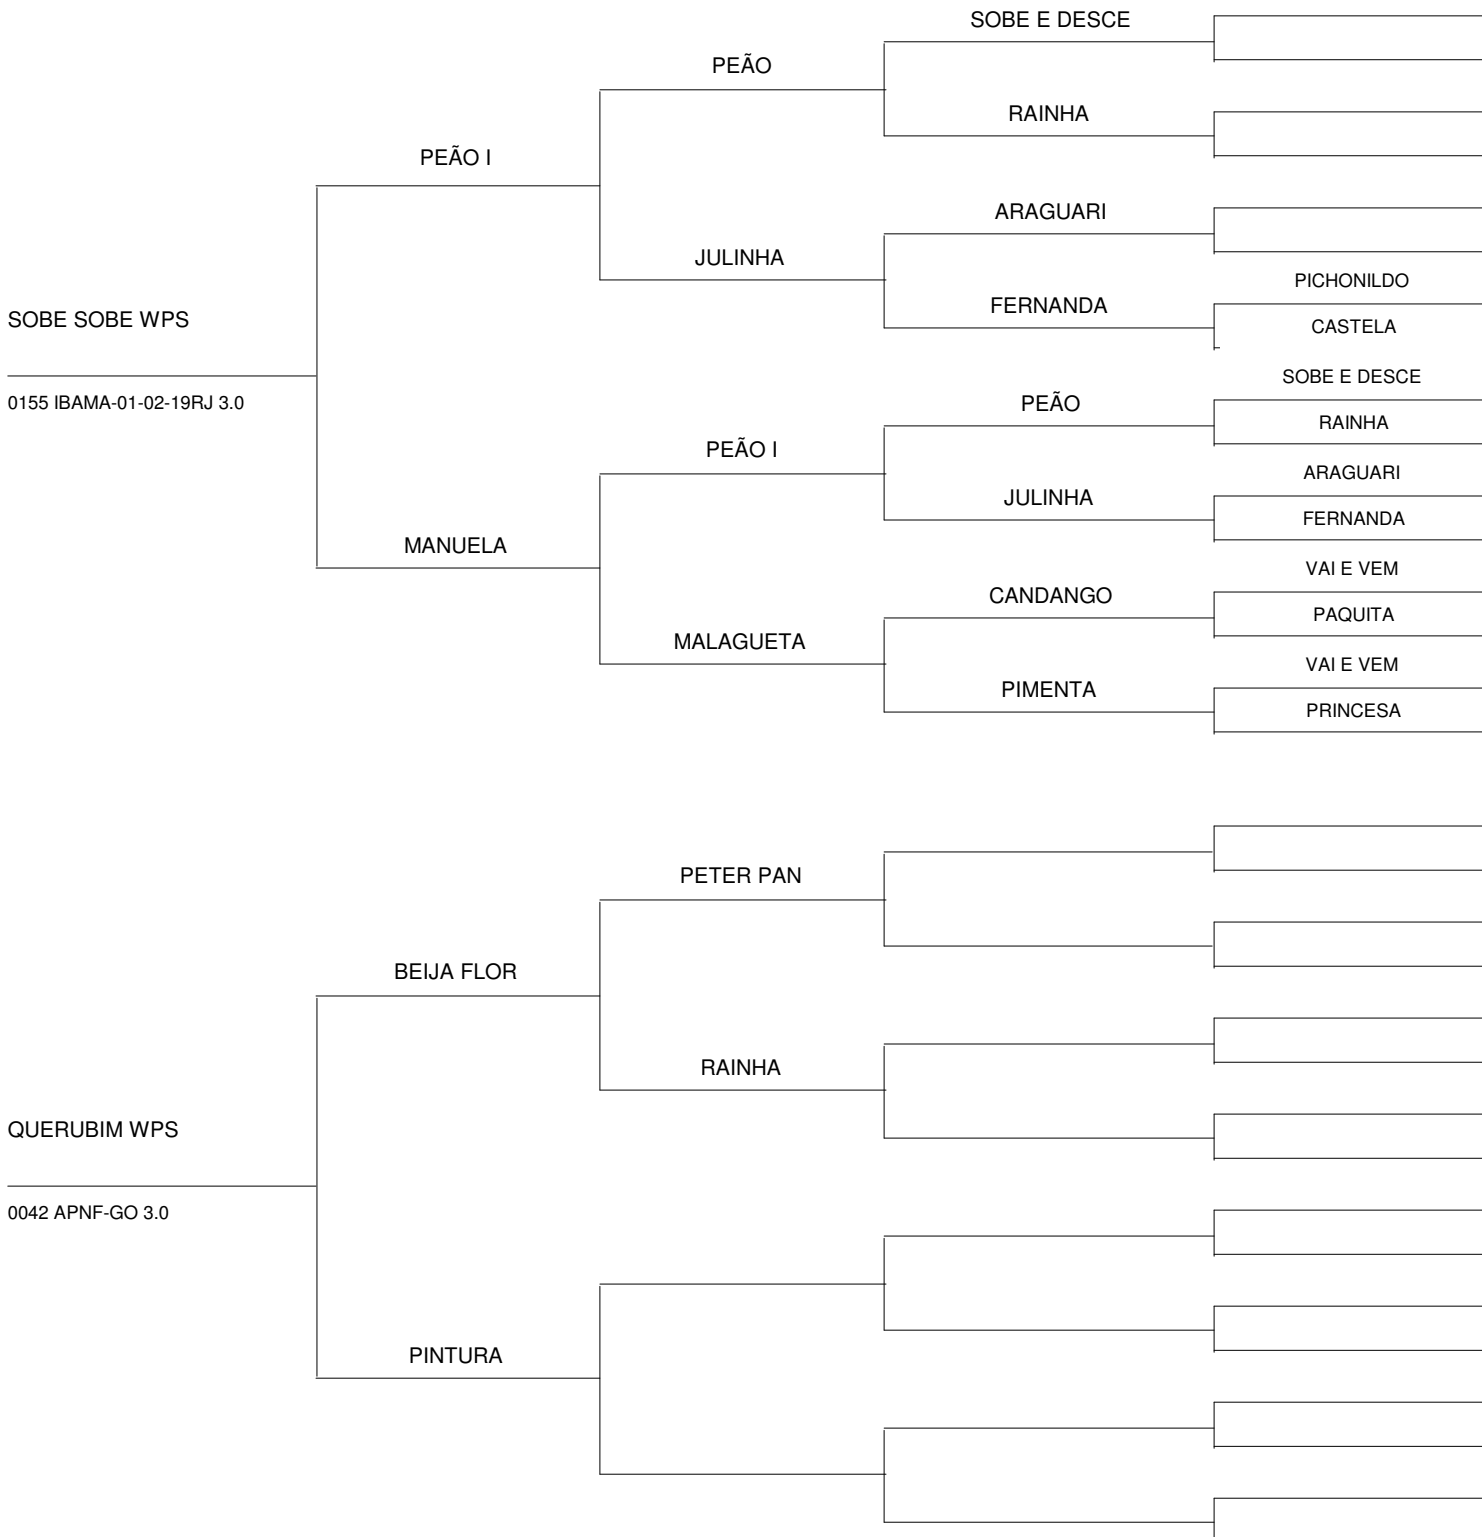 SOBE E DESCE
PEÃO
RAINHA
PEÃO I
ARAGUARI
JULINHA
PICHONILDO
FERNANDA
CASTELA
SOBE SOBE WPS
SOBE E DESCE
0155 IBAMA-01-02-19RJ 3.0
PEÃO
RAINHA
PEÃO I
ARAGUARI
JULINHA
FERNANDA
MANUELA
VAI E VEM
CANDANGO
PAQUITA
MALAGUETA
VAI E VEM
PIMENTA
PRINCESA
PETER PAN
BEIJA FLOR
RAINHA
QUERUBIM WPS
0042 APNF-GO 3.0
PINTURA